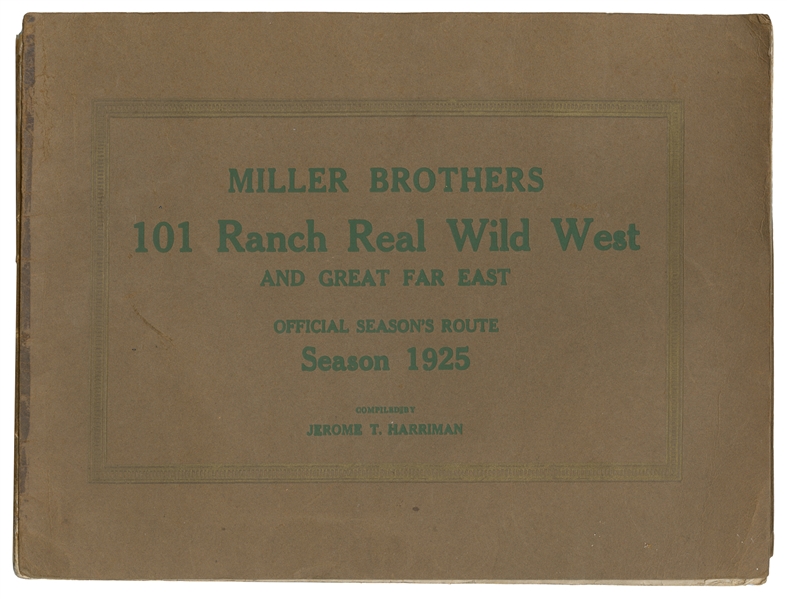 MILLER BROTHERS
101 Ranch Real Wild West
AND GREAT FAR EAST
OFFICIAL SEASON'S ROUTE
Season 1925
COMPILED BY
JEROME T. HARRIMAN